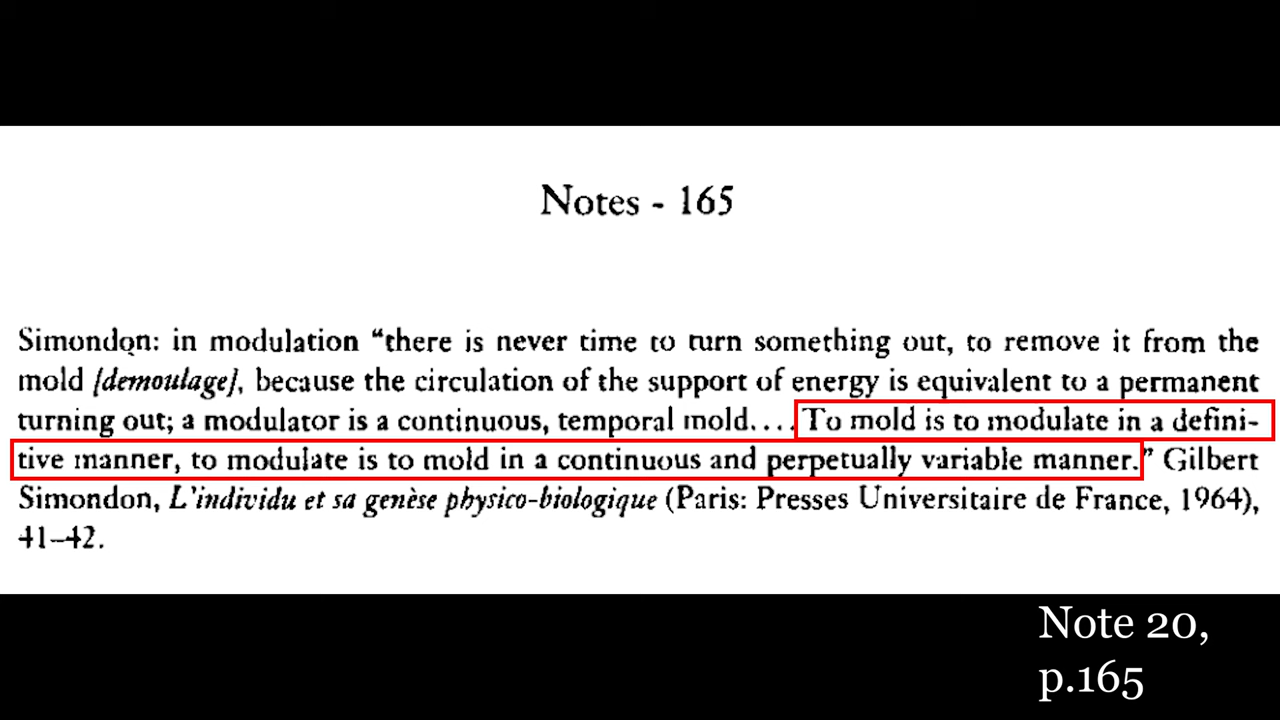 Notes - 165
Simondon: in modulation “there is never time to turn something out, to remove it from the
mold [demoulage], because the circulation of the support of energy is equivalent to a permanent
turning out; a modulator is a continuous, temporal mold.... To mold is to modulate in a defini-
tive manner, to modulate is to mold in a continuous and perpetually variable manner.” Gilbert
Simondon, L'individu et sa genèse physico-biologique (Paris: Presses Universitaire de France, 1964),
41–42.
Note 20,
p.165